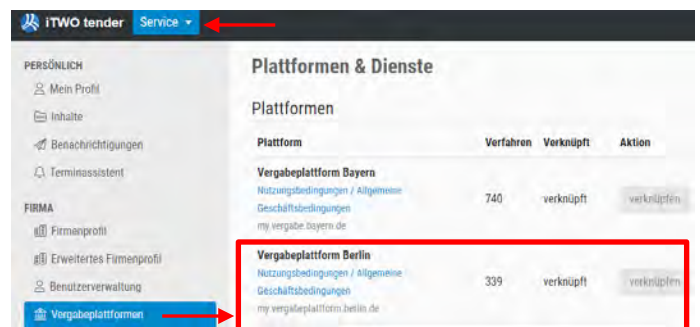 iTWO tender Service
PERSÖNLICH
Mein Profil
Inhalte
Benachrichtigungen
Terminassistent
FIRMA
Firmenprofil
Erweitertes Firmenprofil
Benutzerverwaltung
Vergabeplattformen
Plattformen & Dienste
Plattformen
Plattform Verfahren Verknüpft Aktion
Vergabeplattform Bayern
Nutzungsbedingungen / Allgemeine
Geschäftsbedingungen
my.vergabe.bayern.de
740 verknüpft verknüpfen
Vergabeplattform Berlin
Nutzungsbedingungen / Allgemeine
Geschäftsbedingungen
my.vergabeplattform.berlin.de
339 verknüpft verknüpfen